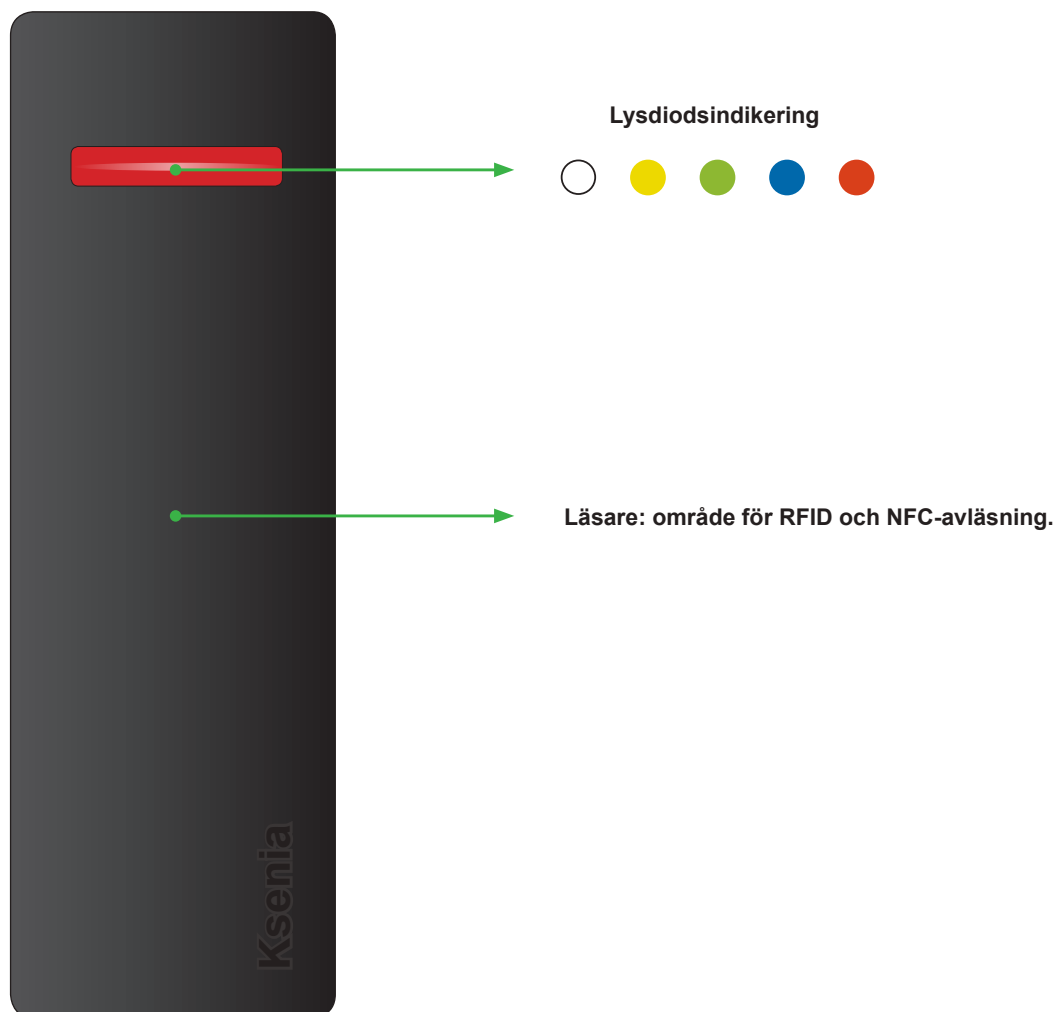 Lysdiodsindikering
Läsare: område för RFID och NFC-avläsning.
Ksenia